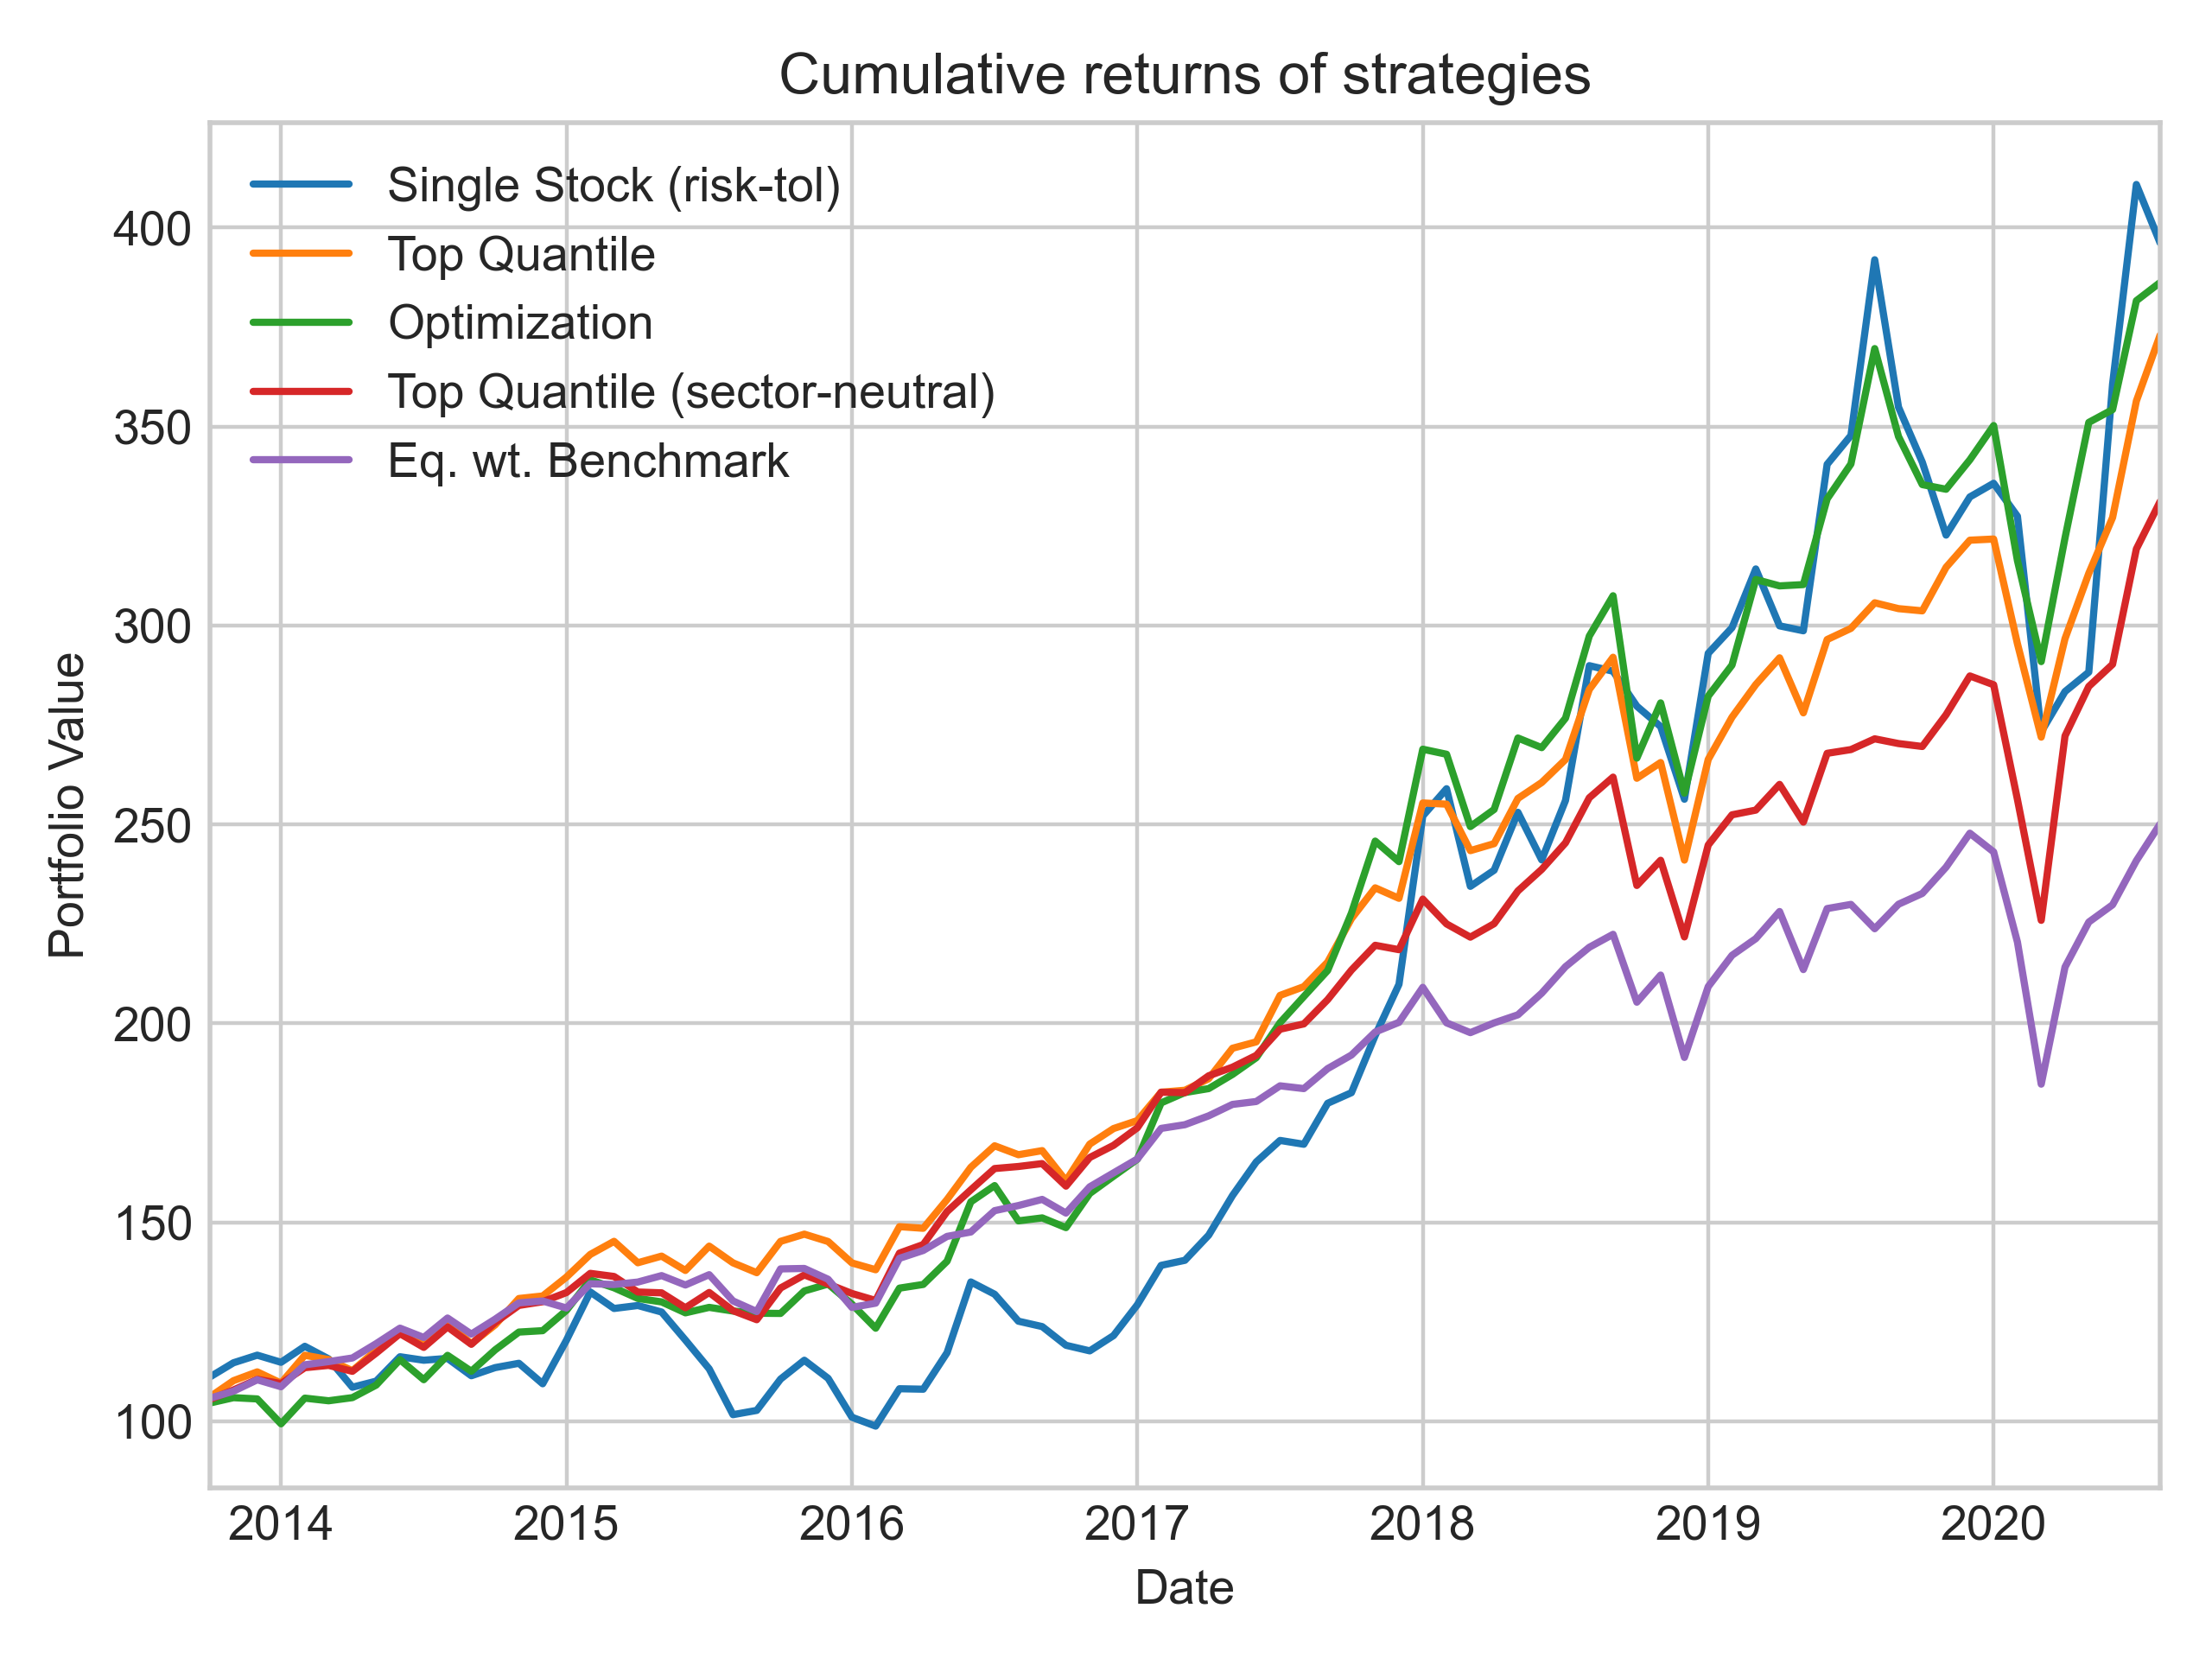 Cumulative returns of strategies
Single Stock (risk-tol)
Top Quantile
Optimization
Top Quantile (sector-neutral)
Eq. wt. Benchmark
Portfolio Value
400
350
300
250
200
150
100
2014 2015 2016 2017 2018 2019 2020
Date